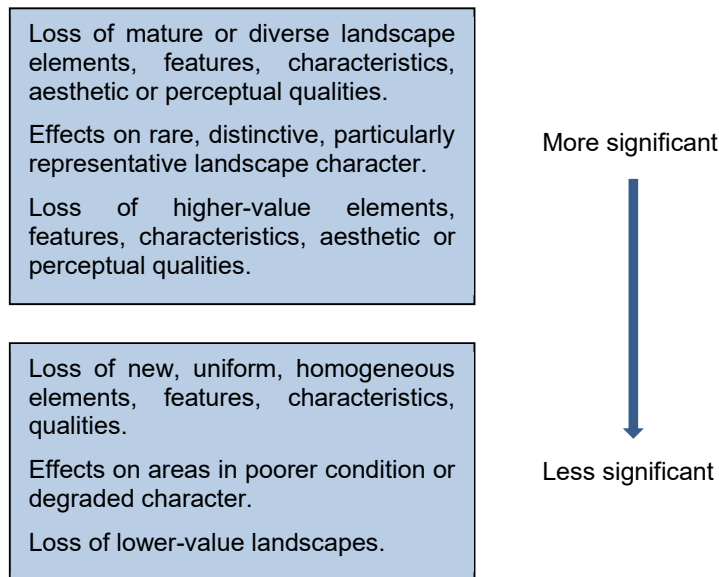 Loss of mature or diverse landscape
elements, features, characteristics,
aesthetic or perceptual qualities.
Effects on rare, distinctive, particularly
representative landscape character.
Loss of higher-value elements,
features, characteristics, aesthetic or
perceptual qualities.
More significant
Loss of new, uniform, homogeneous
elements, features, characteristics,
qualities.
Effects on areas in poorer condition or
degraded character.
Loss of lower-value landscapes.
Less significant